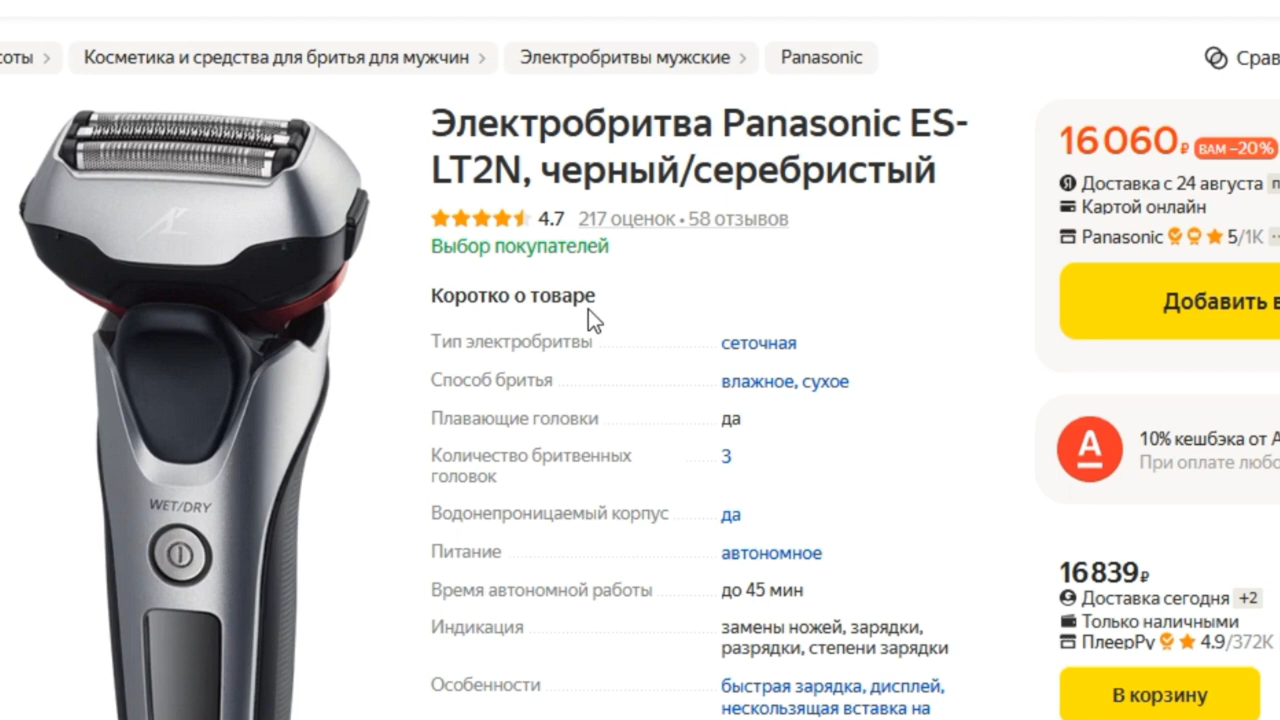 соты >
Косметика и средства для бритья для мужчин >
Электробритвы мужские >
Panasonic
Срав
Электробритва Panasonic ES-
LT2N, черный/серебристый
4.7 217 оценок • 58 отзывов
Выбор покупателей
Коротко о товаре
Тип электробритвы сеточная
Способ бритья влажное, сухое
Плавающие головки да
Количество бритвенных 3
головок
Водонепроницаемый корпус да
Питание автономное
Время автономной работы до 45 мин
Индикация замены ножей, зарядки,
разрядки, степени зарядки
Особенности быстрая зарядка, дисплей,
нескользящая вставка на
WET/DRY
16 060 ₽ ВАМ −20%
Доставка с 24 августа п
Картой онлайн
Panasonic 5/1K ··
Добавить в
А
10% кешбэка от А
При оплате любо
16 839 ₽
Доставка сегодня +2
Только наличными
ПлеерРу 4.9/372K
В корзину